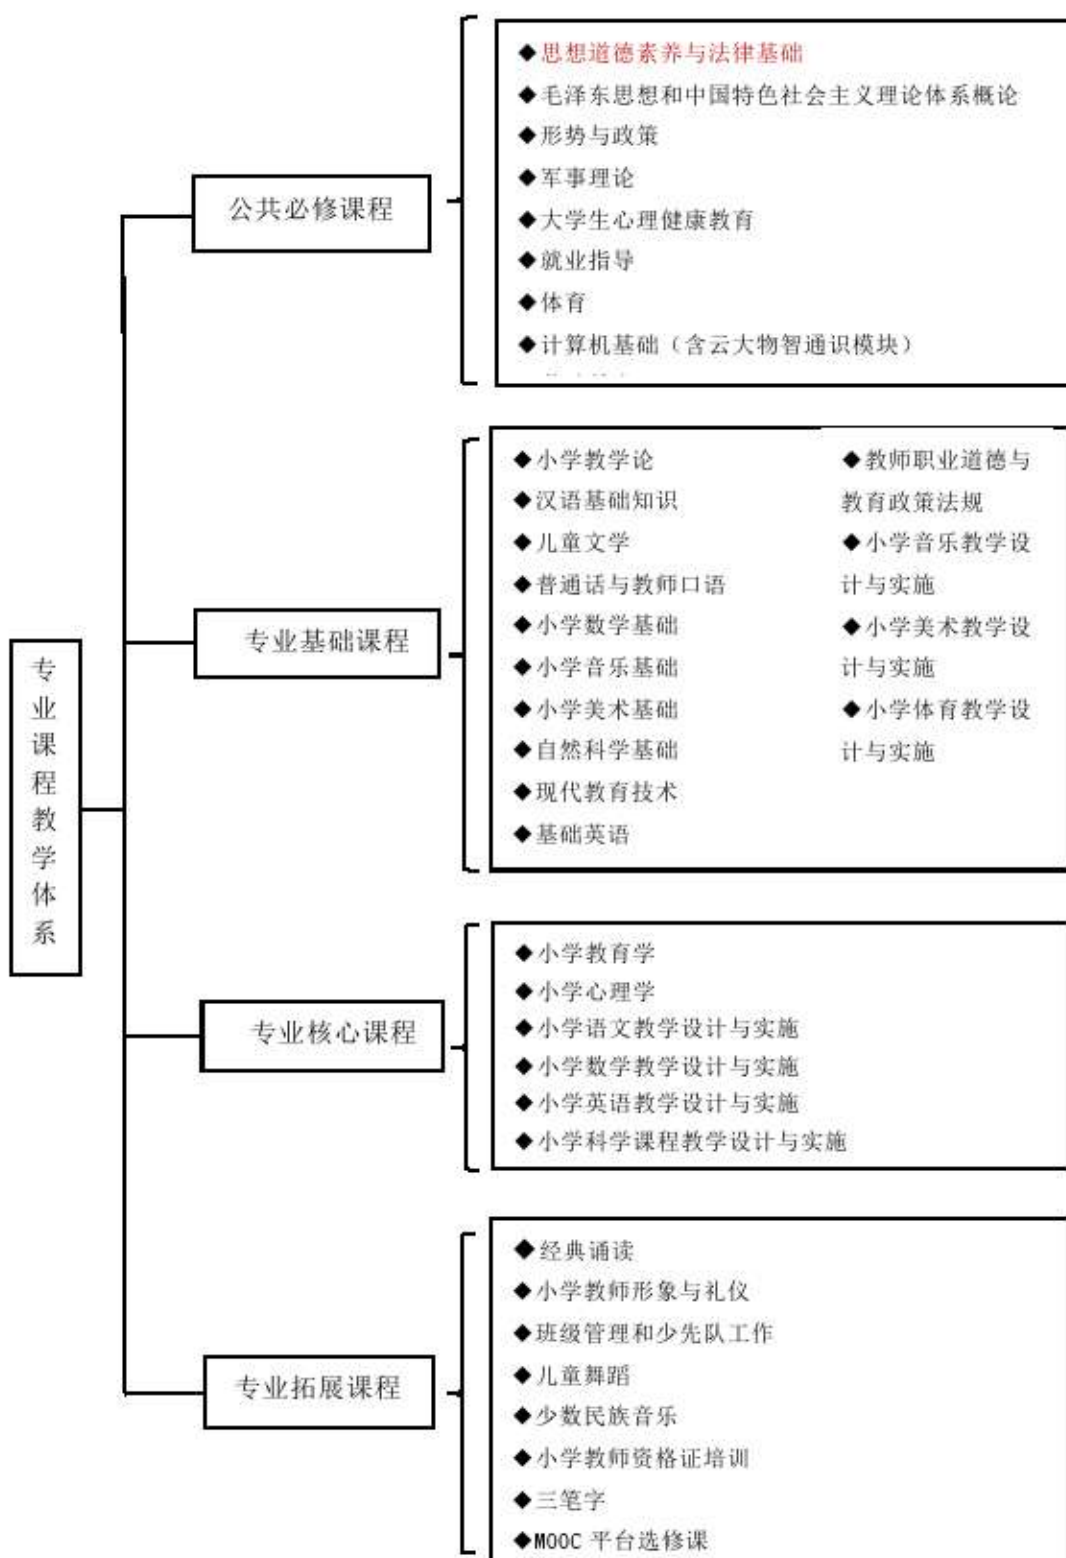 专业课程教学体系
公共必修课程
◆思想道德素养与法律基础
◆毛泽东思想和中国特色社会主义理论体系概论
◆形势与政策
◆军事理论
◆大学生心理健康教育
◆就业指导
◆体育
◆计算机基础（含云大物智通识模块）
专业基础课程
◆小学教学论
◆汉语基础知识
◆儿童文学
◆普通话与教师口语
◆小学数学基础
◆小学音乐基础
◆小学美术基础
◆自然科学基础
◆现代教育技术
◆基础英语
◆教师职业道德与
教育政策法规
◆小学音乐教学设
计与实施
◆小学美术教学设
计与实施
◆小学体育教学设
计与实施
专业核心课程
◆小学教育学
◆小学心理学
◆小学语文教学设计与实施
◆小学数学教学设计与实施
◆小学英语教学设计与实施
◆小学科学课程教学设计与实施
专业拓展课程
◆经典诵读
◆小学教师形象与礼仪
◆班级管理和少先队工作
◆儿童舞蹈
◆少数民族音乐
◆小学教师资格证培训
◆三笔字
◆MOOC 平台选修课